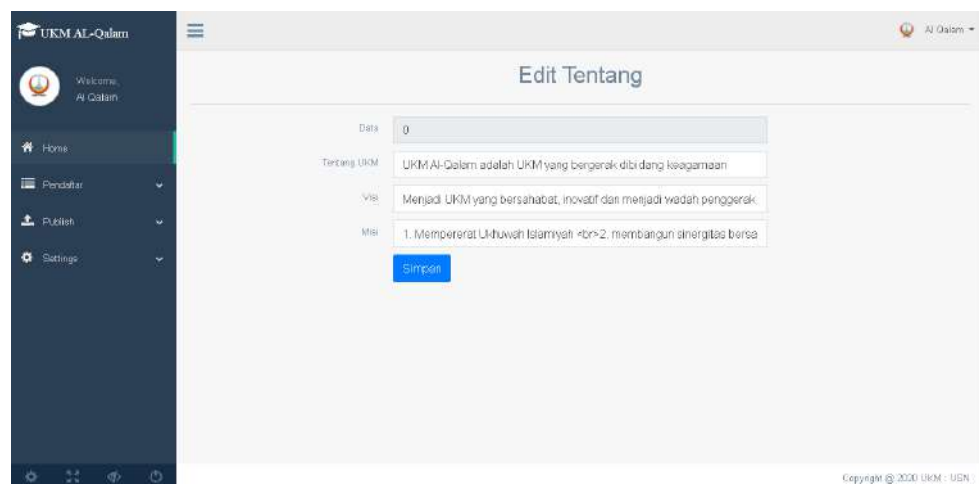 UKM AL-Qalam
Al Qalam
Welcome,
Al Qalam
Edit Tentang
Data
0
Home
Tentang UKM
UKM Al-Qalam adalah UKM yang bergerak dibidang keagamaan
Pendaftar
Visi
Menjadi UKM yang bersahabat, inovatif dan menjadi wadah penggerak
Publish
Misi
1. Mempererat Ukhuwah Islamiyah <br>2. membangun sinergitas bersa
Settings
Simpan
Copyright @ 2020 UKM : USN